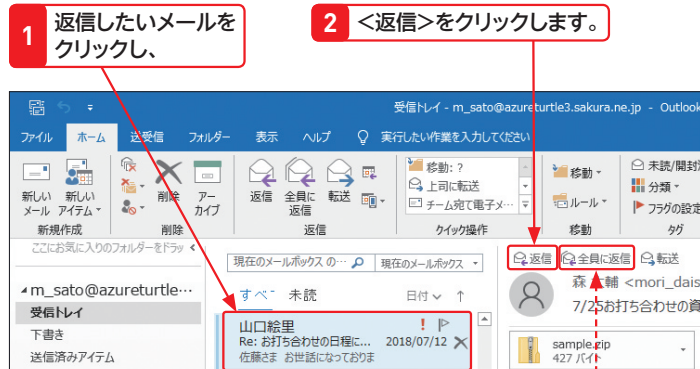 1 返信したいメールを
クリックし、
2 <返信>をクリックします。
受信トレイ - m_sato@azureturtle3.sakura.ne.jp - Outlook
ファイル ホーム 送受信 フォルダー 表示 ヘルプ 実行したい作業を入力してください
新しい
メール
新しい
アイテム
新規作成
削除
アー
カイブ
削除
返信
全員に
返信
転送
返信
移動: ?
上司に転送
チーム宛て電子メ…
クイック操作
移動
ルール
移動
未読/開封
分類
フラグの設定
タグ
ここにお気に入りのフォルダーをドラッ
m_sato@azureturtle…
受信トレイ
下書き
送信済みアイテム
現在のメールボックス の… 現在のメールボックス
すべ 未読 日付
山口絵里
Re: お打ち合わせの日程に… 2018/07/12
佐藤さま お世話になっておりま
返信 全員に返信 転送
森 輔 <mori_dais
7/25お打ち合わせの資
sample.zip
427 バイト